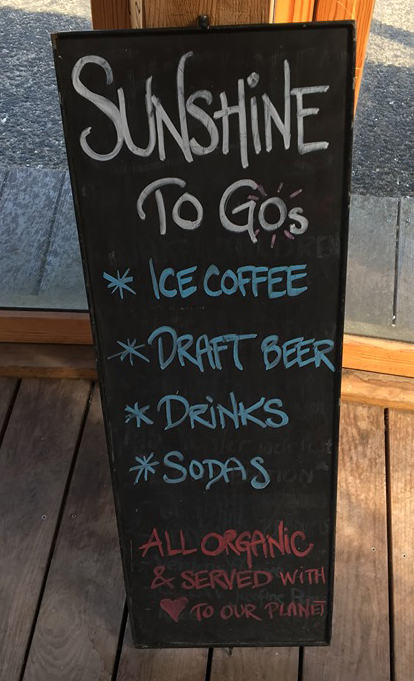 SUNSHINE
To Gos
* ICE COFFEE
* DRAFT BEER
* DRINKS
* SODAS
ALL ORGANIC
& SERVED WITH
♥ TO OUR PLANET